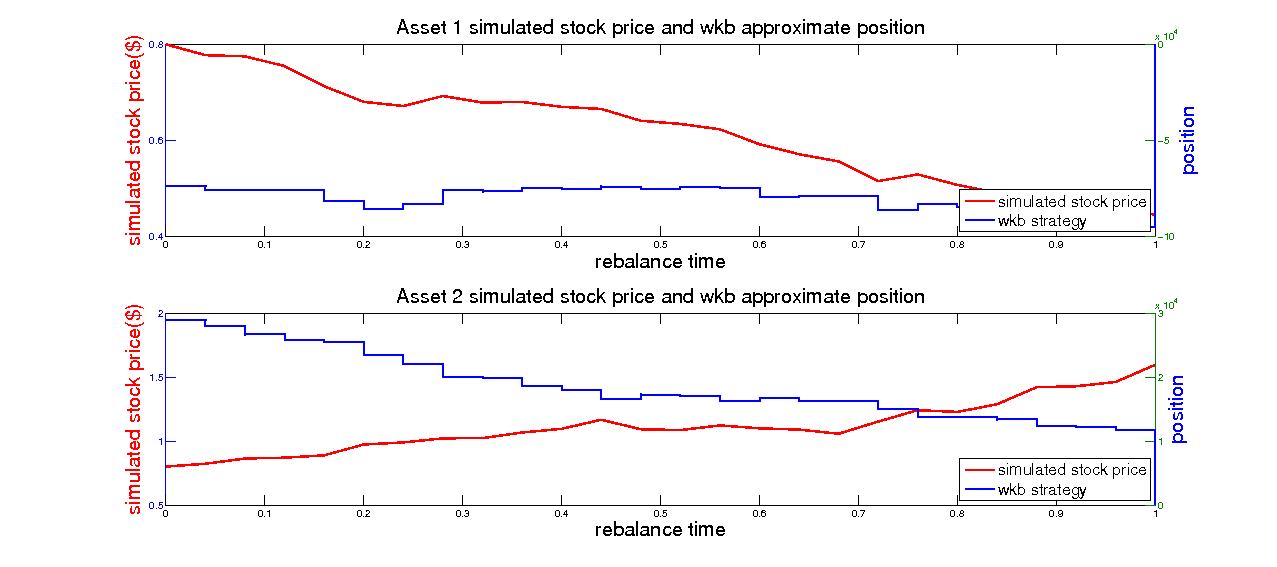 Asset 1 simulated stock price and wkb approximate position
x 10^4
simulated stock price($)
0.8
0.6
0.4
0
-5
-10
position
simulated stock price
wkb strategy
0 0.1 0.2 0.3 0.4 0.5 0.6 0.7 0.8 0.9 1
rebalance time
Asset 2 simulated stock price and wkb approximate position
x 10^4
simulated stock price($)
2
1.5
1
0.5
3
2
1
0
position
simulated stock price
wkb strategy
0 0.1 0.2 0.3 0.4 0.5 0.6 0.7 0.8 0.9 1
rebalance time